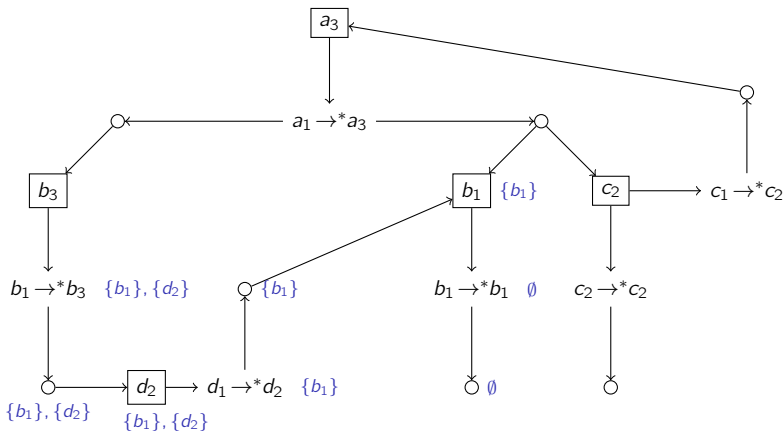 a₃
a₁ →* a₃
b₃
b₁ {b₁}
c₂
c₁ →* c₂
b₁ →* b₃ {b₁}, {d₂}
{b₁}
b₁ →* b₁ ∅
c₂ →* c₂
{b₁}, {d₂}
d₂
{b₁}, {d₂}
d₁ →* d₂ {b₁}
∅